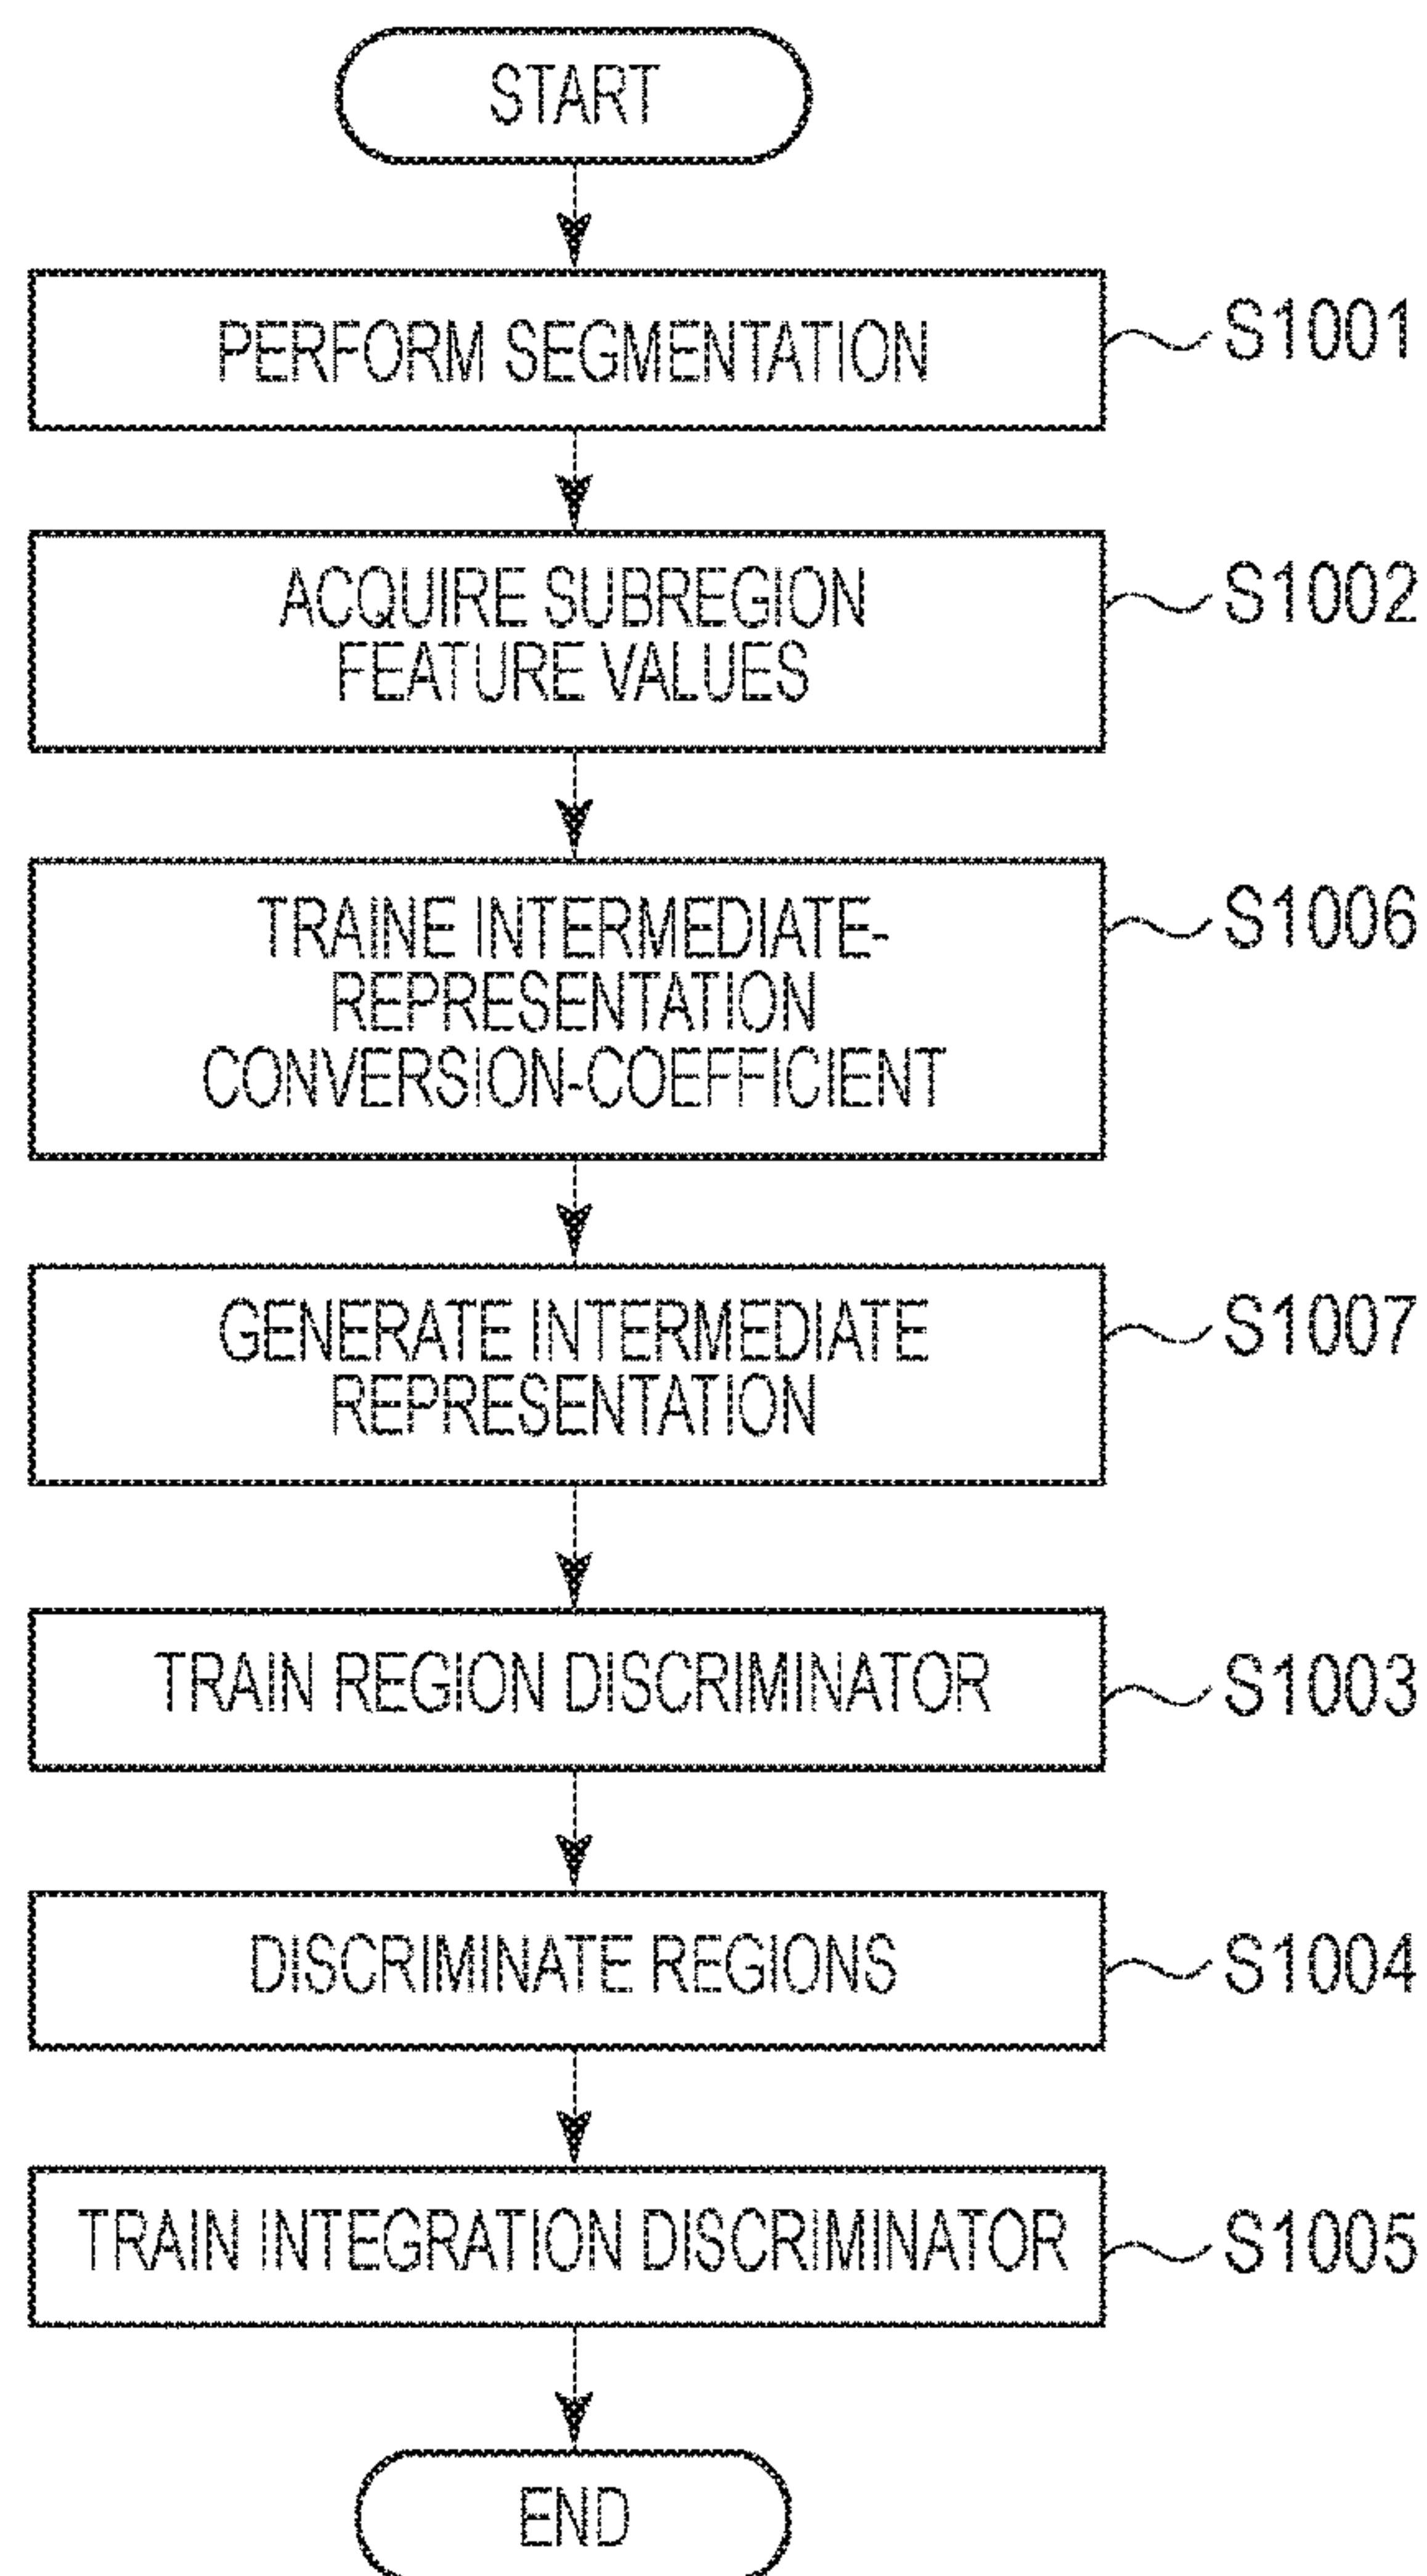 START
PERFORM SEGMENTATION
S1001
ACQUIRE SUBREGION
FEATURE VALUES
S1002
TRAINE INTERMEDIATE-
REPRESENTATION
CONVERSION-COEFFICIENT
S1006
GENERATE INTERMEDIATE
REPRESENTATION
S1007
TRAIN REGION DISCRIMINATOR
S1003
DISCRIMINATE REGIONS
S1004
TRAIN INTEGRATION DISCRIMINATOR
S1005
END